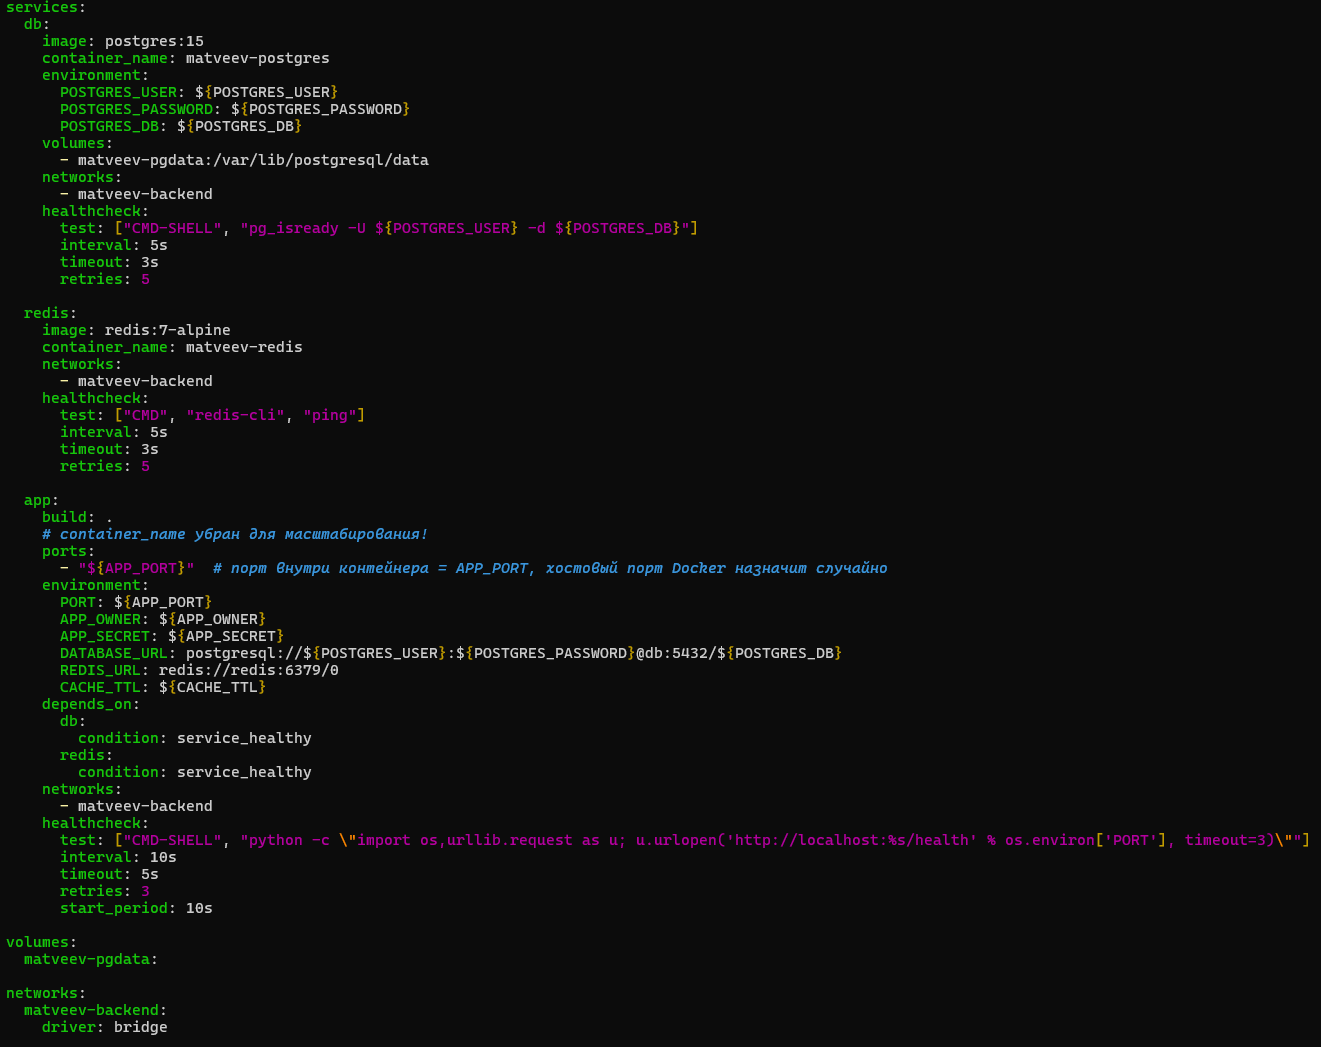 services:
  db:
    image: postgres:15
    container_name: matveev-postgres
    environment:
      POSTGRES_USER: ${POSTGRES_USER}
      POSTGRES_PASSWORD: ${POSTGRES_PASSWORD}
      POSTGRES_DB: ${POSTGRES_DB}
    volumes:
      - matveev-pgdata:/var/lib/postgresql/data
    networks:
      - matveev-backend
    healthcheck:
      test: ["CMD-SHELL", "pg_isready -U ${POSTGRES_USER} -d ${POSTGRES_DB}"]
      interval: 5s
      timeout: 3s
      retries: 5

  redis:
    image: redis:7-alpine
    container_name: matveev-redis
    networks:
      - matveev-backend
    healthcheck:
      test: ["CMD", "redis-cli", "ping"]
      interval: 5s
      timeout: 3s
      retries: 5

  app:
    build: .
    # container_name убран для масштабирования!
    ports:
      - "${APP_PORT}"  # порт внутри контейнера = APP_PORT, хостовый порт Docker назначит случайно
    environment:
      PORT: ${APP_PORT}
      APP_OWNER: ${APP_OWNER}
      APP_SECRET: ${APP_SECRET}
      DATABASE_URL: postgresql://${POSTGRES_USER}:${POSTGRES_PASSWORD}@db:5432/${POSTGRES_DB}
      REDIS_URL: redis://redis:6379/0
      CACHE_TTL: ${CACHE_TTL}
    depends_on:
      db:
        condition: service_healthy
      redis:
        condition: service_healthy
    networks:
      - matveev-backend
    healthcheck:
      test: ["CMD-SHELL", "python -c \"import os,urllib.request as u; u.urlopen('http://localhost:%s/health' % os.environ['PORT'], timeout=3)\""]
      interval: 10s
      timeout: 5s
      retries: 3
      start_period: 10s

volumes:
  matveev-pgdata:

networks:
  matveev-backend:
    driver: bridge